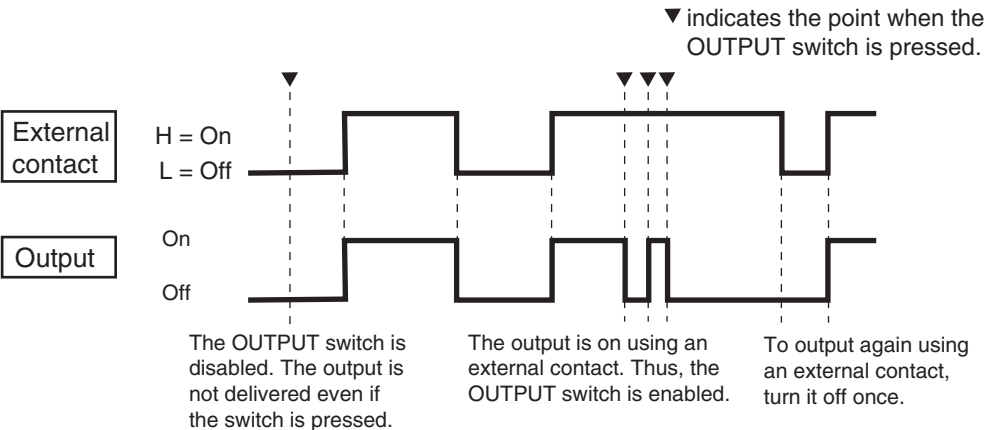 ▼ indicates the point when the
OUTPUT switch is pressed.
External
contact
H = On
L = Off
Output
On
Off
The OUTPUT switch is
disabled. The output is
not delivered even if
the switch is pressed.
The output is on using an
external contact. Thus, the
OUTPUT switch is enabled.
To output again using
an external contact,
turn it off once.